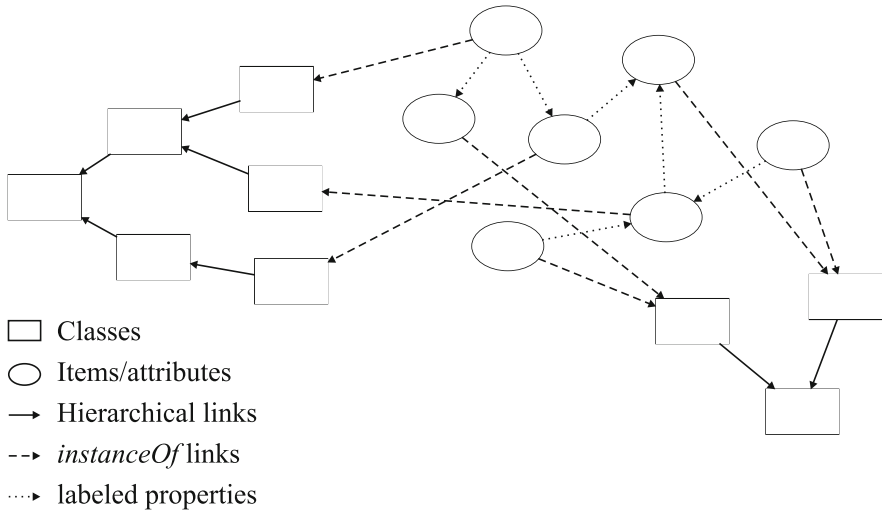 Classes
Items/attributes
Hierarchical links
instanceOf links
labeled properties